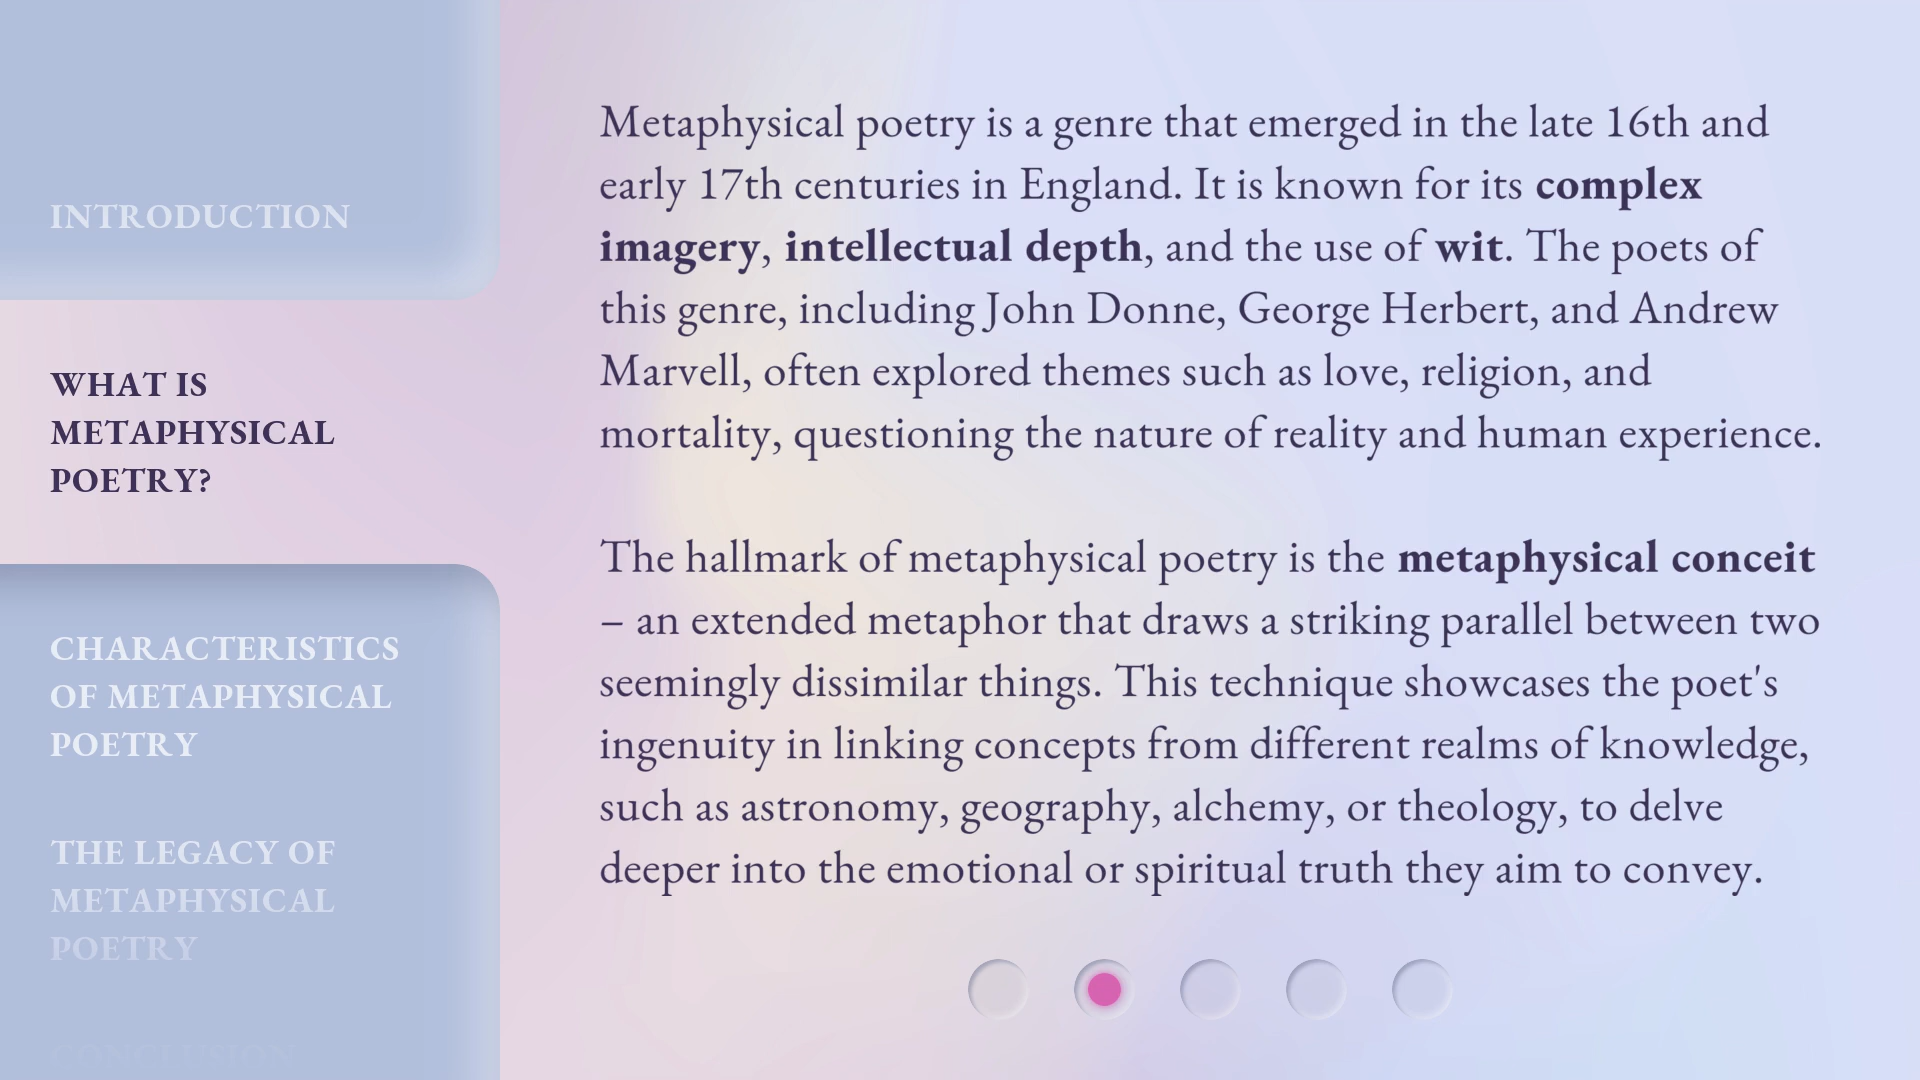 INTRODUCTION
WHAT IS
METAPHYSICAL
POETRY?
CHARACTERISTICS
OF METAPHYSICAL
POETRY
THE LEGACY OF
METAPHYSICAL
POETRY
CONCLUSION
Metaphysical poetry is a genre that emerged in the late 16th and
early 17th centuries in England. It is known for its complex
imagery, intellectual depth, and the use of wit. The poets of
this genre, including John Donne, George Herbert, and Andrew
Marvell, often explored themes such as love, religion, and
mortality, questioning the nature of reality and human experience.
The hallmark of metaphysical poetry is the metaphysical conceit
– an extended metaphor that draws a striking parallel between two
seemingly dissimilar things. This technique showcases the poet's
ingenuity in linking concepts from different realms of knowledge,
such as astronomy, geography, alchemy, or theology, to delve
deeper into the emotional or spiritual truth they aim to convey.